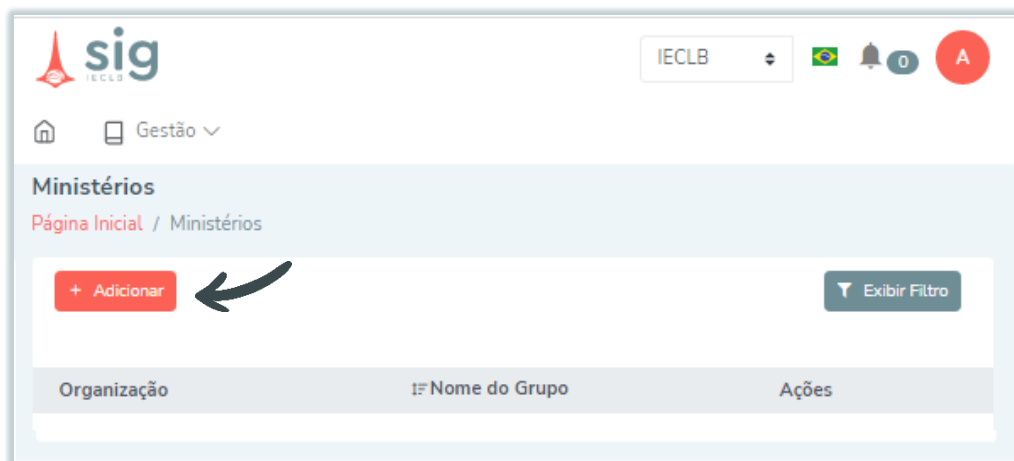 sig
IECLB
IECLB
0
A
Gestão
Ministérios
Página Inicial / Ministérios
+ Adicionar
Exibir Filtro
Organização Nome do Grupo Ações